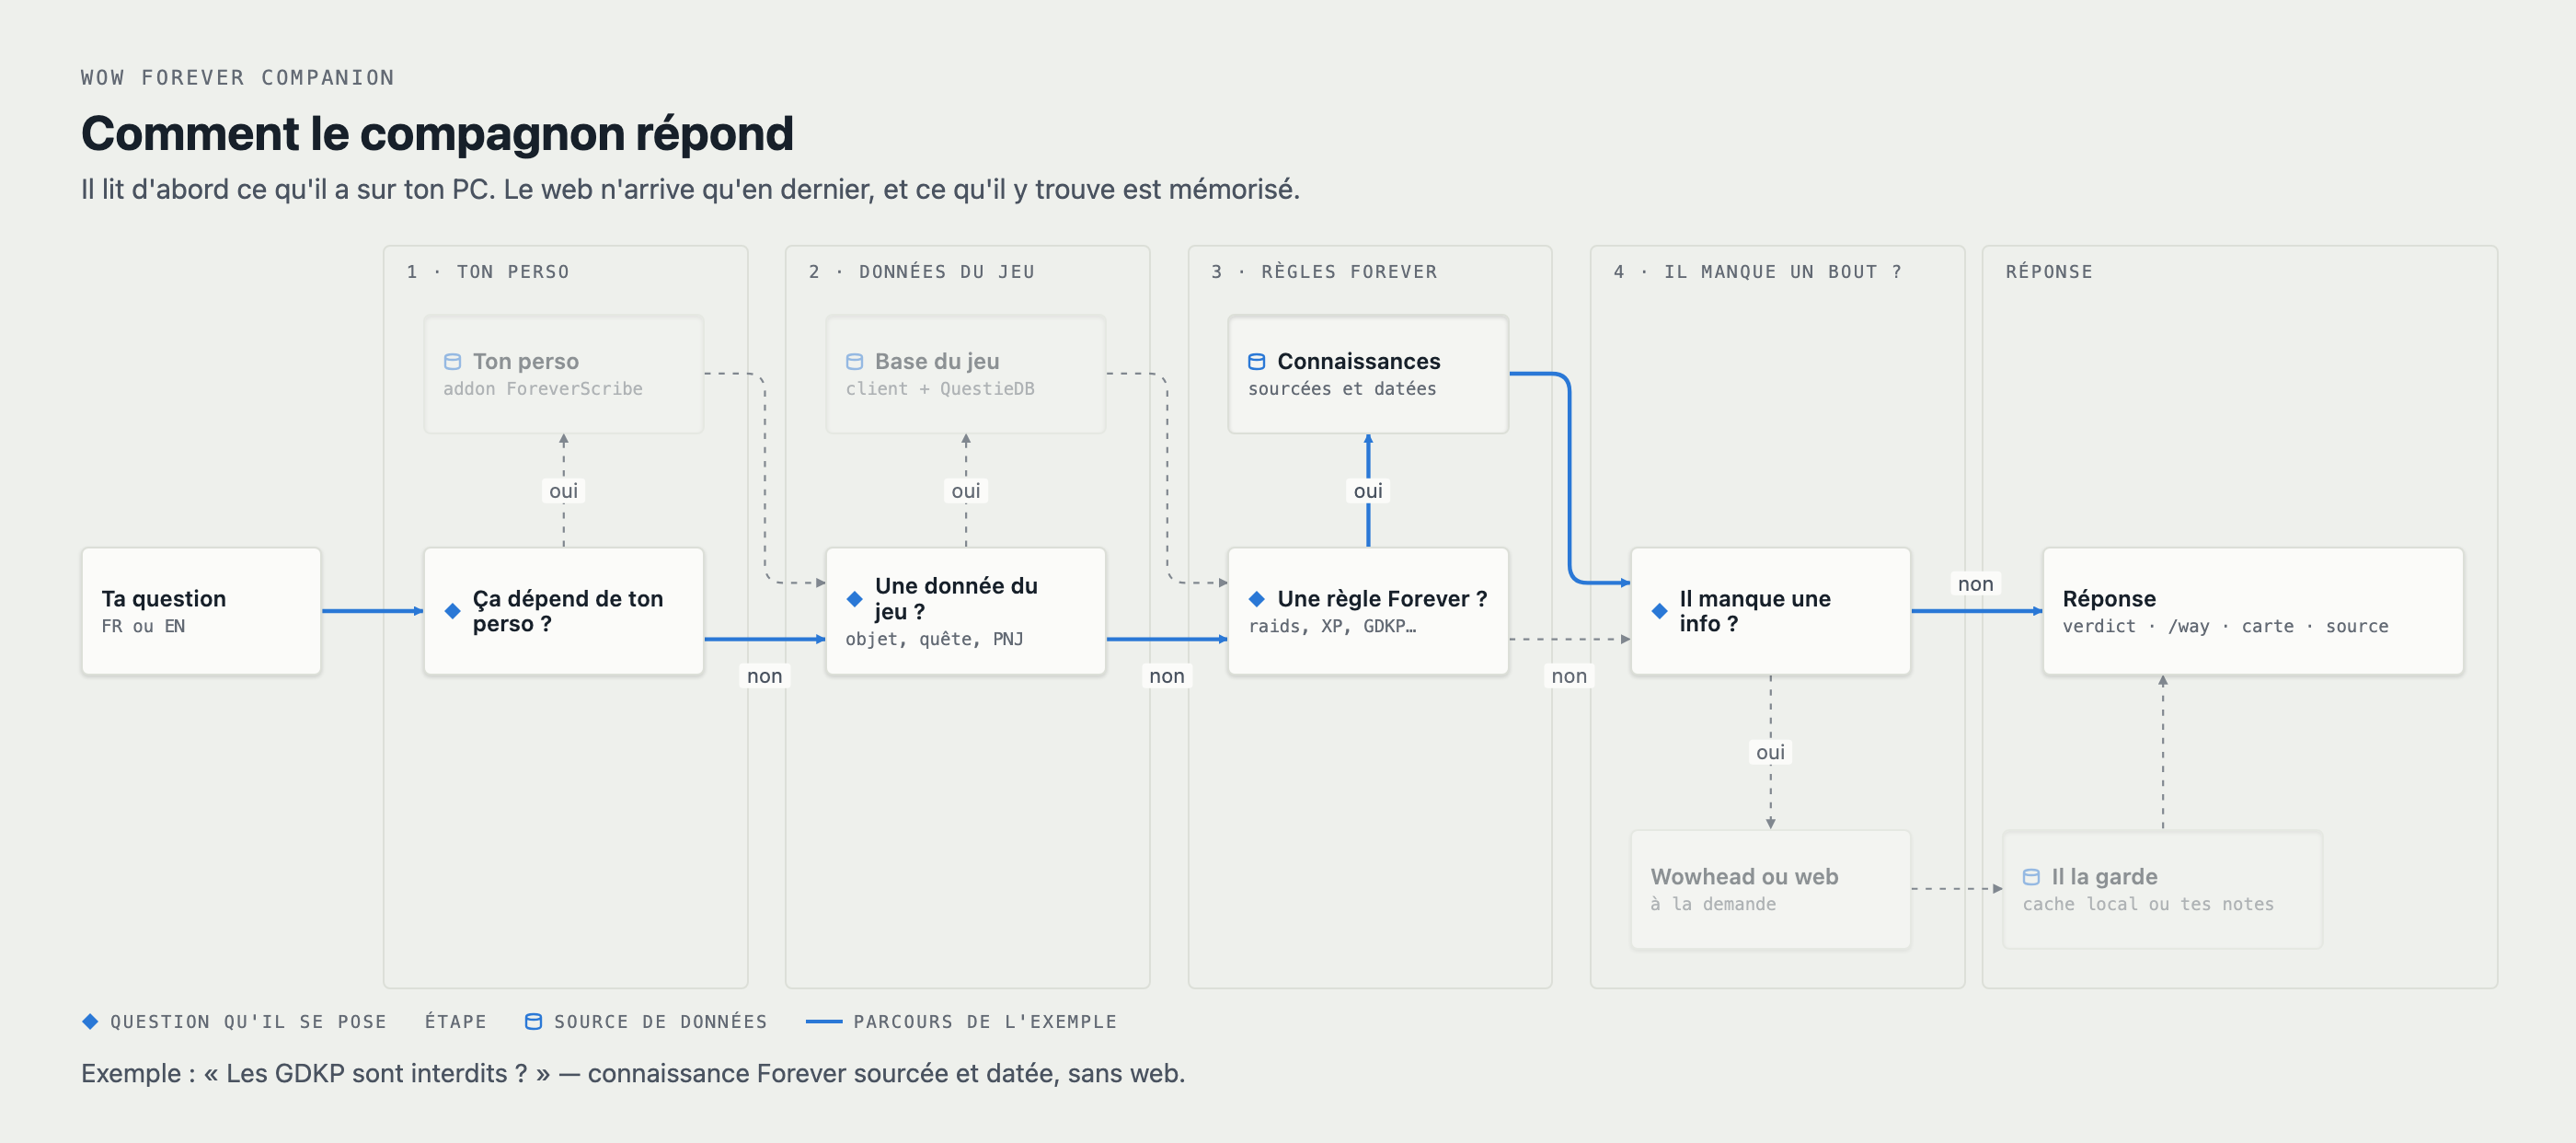 WOW FOREVER COMPANION
Comment le compagnon répond
Il lit d'abord ce qu'il a sur ton PC. Le web n'arrive qu'en dernier, et ce qu'il y trouve est mémorisé.
1 · TON PERSO
2 · DONNÉES DU JEU
3 · RÈGLES FOREVER
4 · IL MANQUE UN BOUT ?
RÉPONSE
Ton perso
addon ForeverScribe
Base du jeu
client + QuestieDB
Connaissances
sourcées et datées
oui
oui
oui
Ta question
FR ou EN
Ça dépend de ton
perso ?
non
Une donnée du
jeu ?
objet, quête, PNJ
non
Une règle Forever ?
raids, XP, GDKP…
non
Il manque une
info ?
non
Réponse
verdict · /way · carte · source
oui
Wowhead ou web
à la demande
Il la garde
cache local ou tes notes
QUESTION QU'IL SE POSE
ÉTAPE
SOURCE DE DONNÉES
PARCOURS DE L'EXEMPLE
Exemple : « Les GDKP sont interdits ? » — connaissance Forever sourcée et datée, sans web.